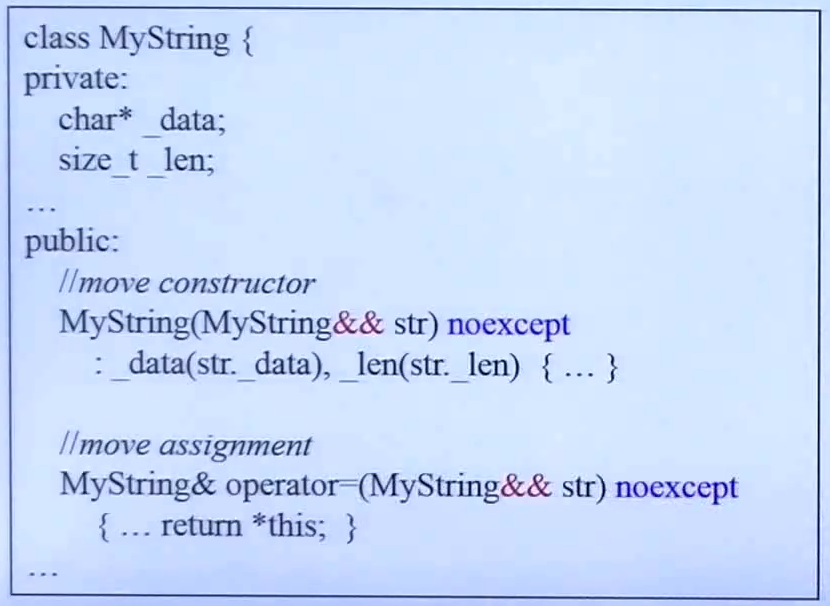 class MyString {
private:
char* _data;
size_t _len;
…
public:
//move constructor
MyString(MyString&& str) noexcept
: _data(str._data), _len(str._len) { … }
//move assignment
MyString& operator=(MyString&& str) noexcept
{ … return *this; }
…